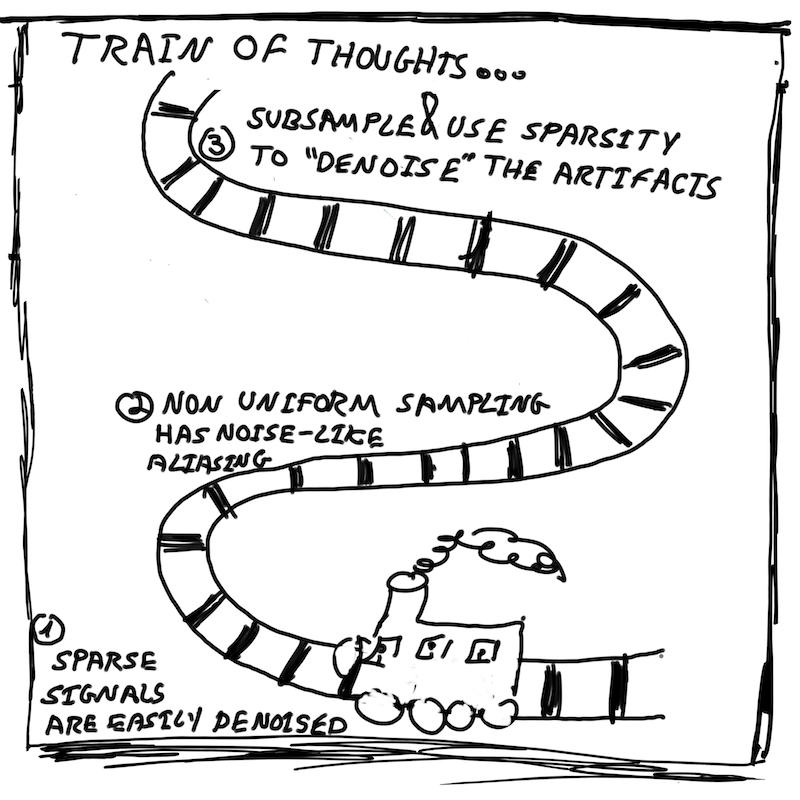 TRAIN OF THOUGHTS...
③ SUBSAMPLE & USE SPARSITY
TO "DENOISE" THE ARTIFACTS
② NON UNIFORM SAMPLING
HAS NOISE-LIKE
ALIASING
① SPARSE
SIGNALS
ARE EASILY DENOISED